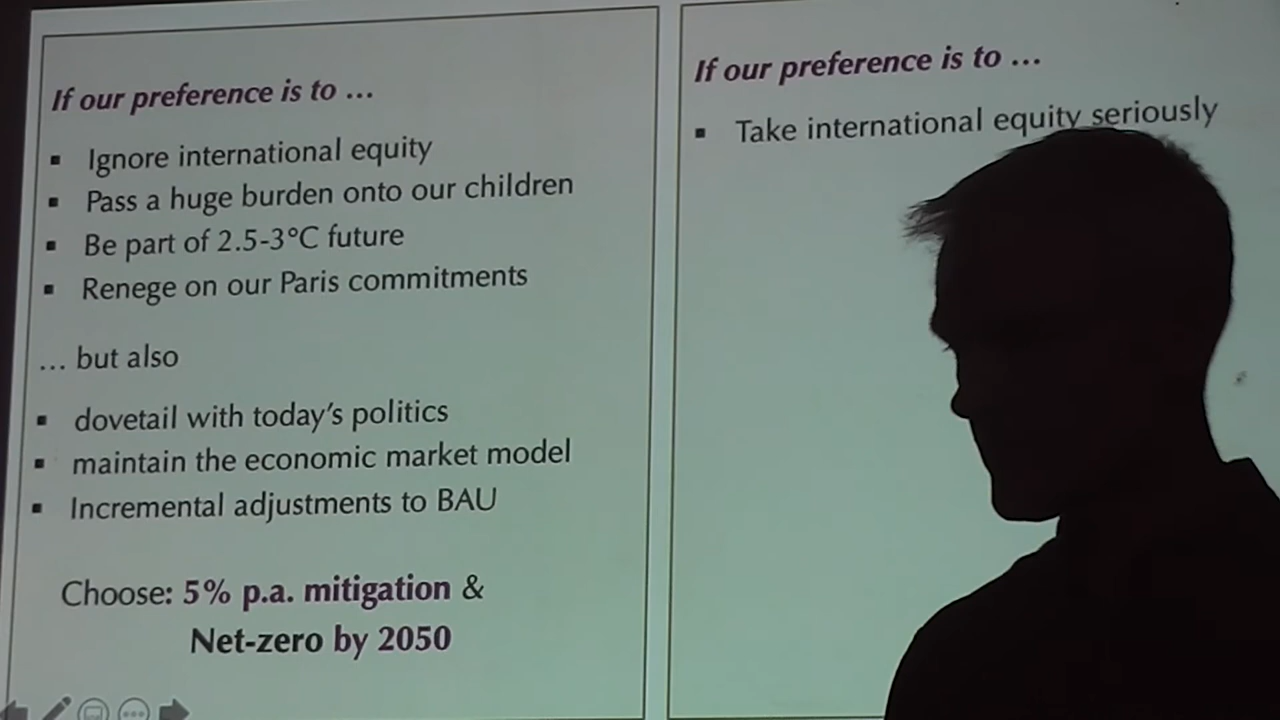 If our preference is to ...
▪ Ignore international equity
▪ Pass a huge burden onto our children
▪ Be part of 2.5-3°C future
▪ Renege on our Paris commitments
... but also
▪ dovetail with today's politics
▪ maintain the economic market model
▪ Incremental adjustments to BAU
Choose: 5% p.a. mitigation &
Net-zero by 2050
If our preference is to ...
▪ Take international equity seriously